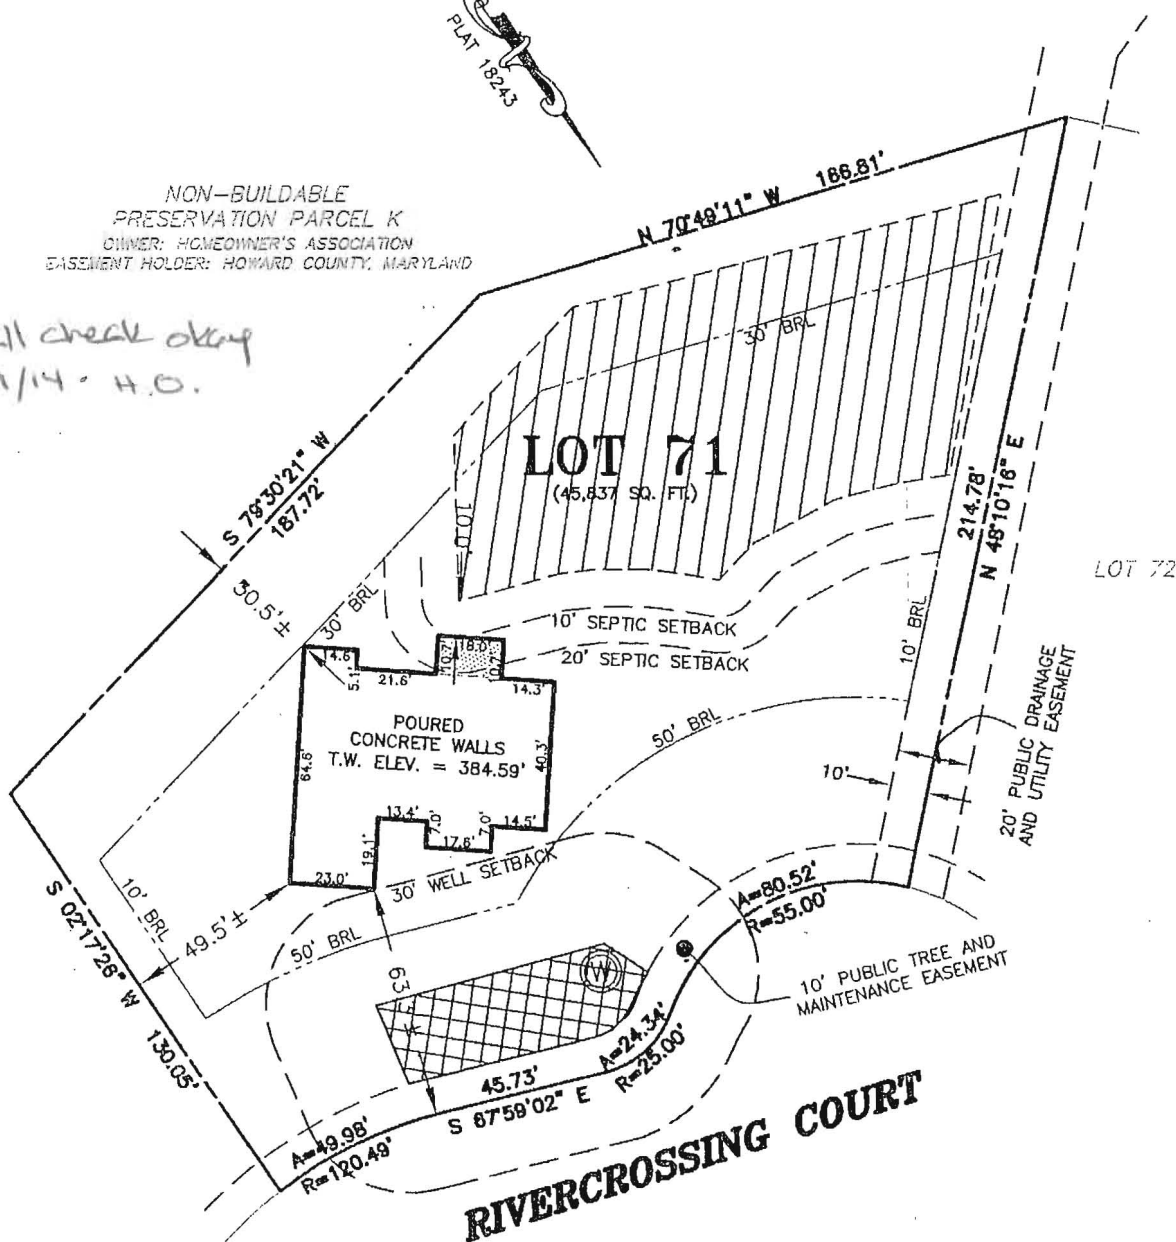 PLAT 18243
NON-BUILDABLE
PRESERVATION PARCEL K
OWNER: HOMEOWNER'S ASSOCIATION
EASEMENT HOLDER: HOWARD COUNTY, MARYLAND
check okay
1/14 · H.O.
N 70°49'11" W 166.81'
30' BRL
LOT 71
(45,837 SQ. FT.)
S 79°30'21" W
187.72'
214.78'
N 48°10'16" E
LOT 72
30.5' ±
30' BRL
10' SEPTIC SETBACK
20' SEPTIC SETBACK
10' BRL
14.6'
5.1'
21.6'
10.7'
18.0'
10.7'
14.3'
POURED
CONCRETE WALLS
T.W. ELEV. = 384.59'
64.6'
40.3'
50' BRL
20' PUBLIC DRAINAGE
AND UTILITY EASEMENT
10'
13.4'
7.0'
17.6'
7.0'
14.5'
19.1'
23.0'
30' WELL SETBACK
10' BRL
49.5' ±
50' BRL
S 02°17'26" W
130.05'
A=80.52'
R=55.00'
10' PUBLIC TREE AND
MAINTENANCE EASEMENT
W
A=24.34'
R=25.00'
45.73'
S 67°59'02" E
A=49.98'
R=120.49'
RIVERCROSSING COURT